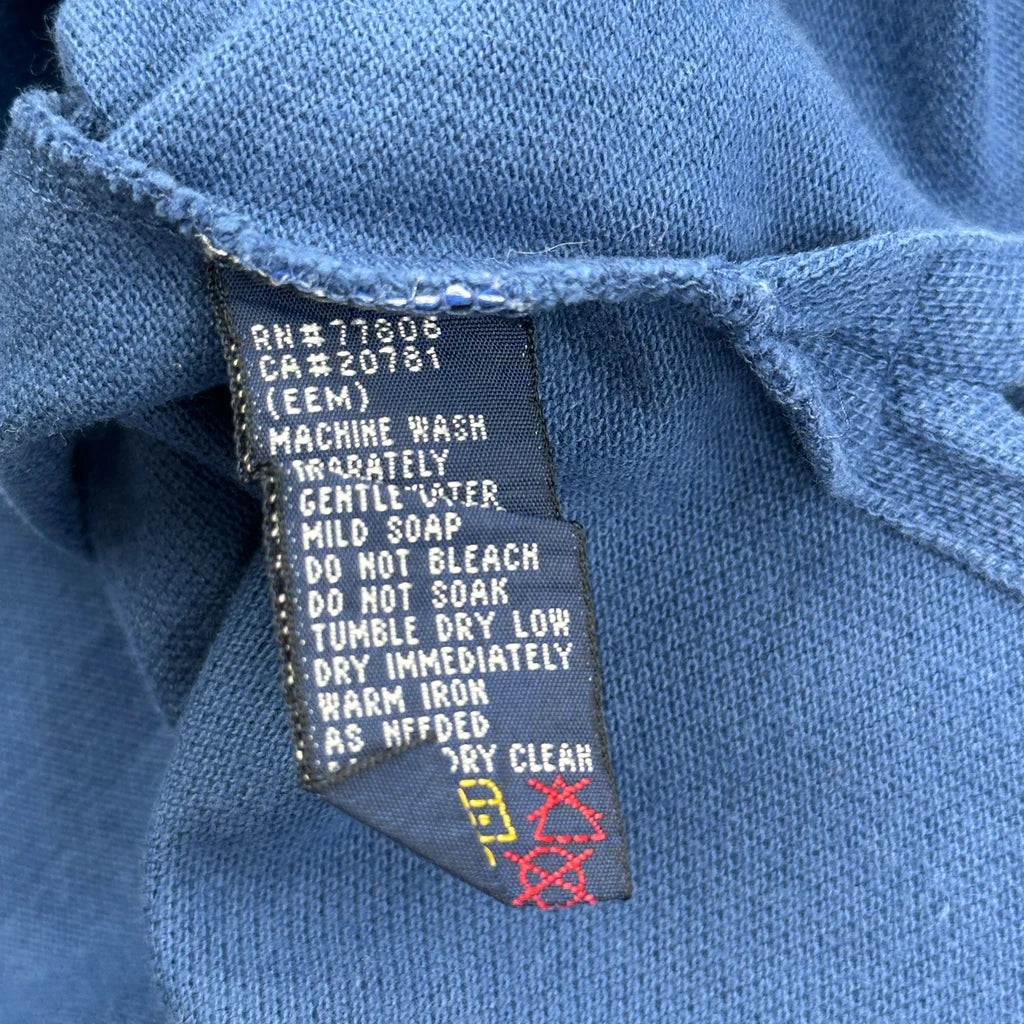 RN#77806
CA#20781
(EEM)
MACHINE WASH
GENTLE
MILD SOAP
DO NOT BLEACH
DO NOT SOAK
TUMBLE DRY LOW
DRY IMMEDIATELY
WARM IRON
AS NEEDED
DRY CLEAN